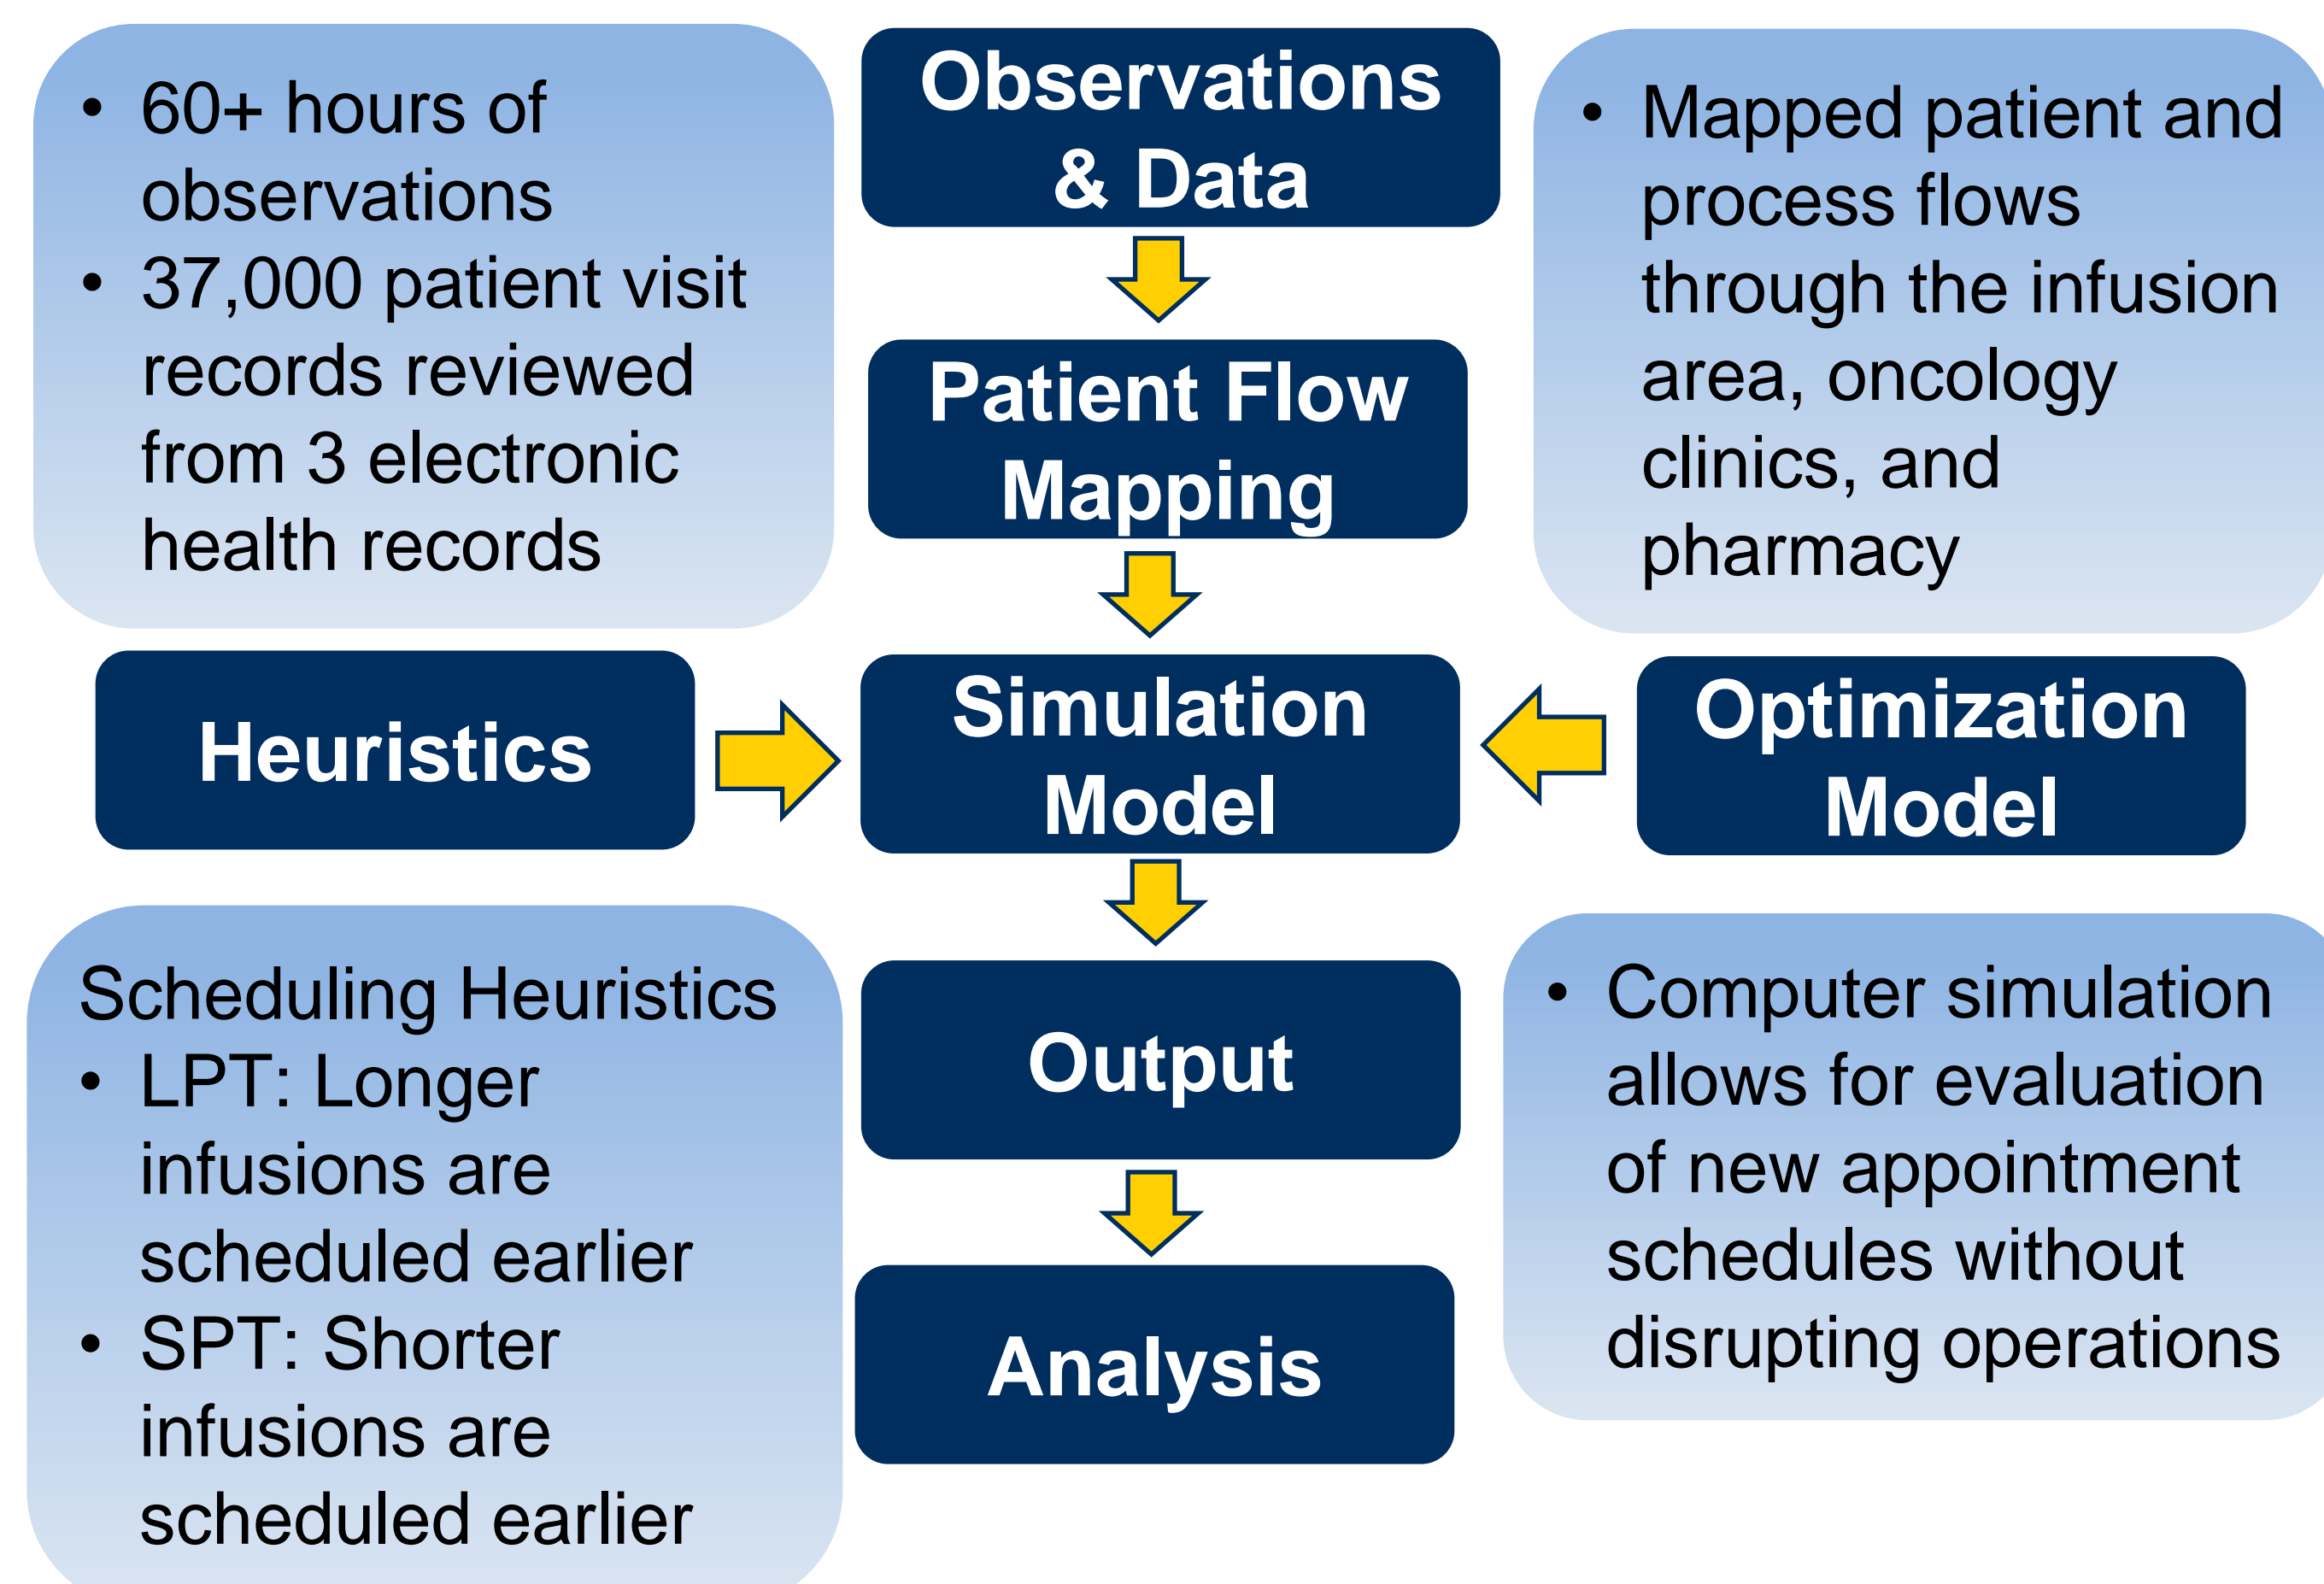 • 60+ hours of
observations
• 37,000 patient visit
records reviewed
from 3 electronic
health records
Observations
& Data
• Mapped patient and
process flows
through the infusion
area, oncology
clinics, and
pharmacy
Patient Flow
Mapping
Heuristics
Simulation
Model
Optimization
Model
Scheduling Heuristics
• LPT: Longer
infusions are
scheduled earlier
• SPT: Shorter
infusions are
scheduled earlier
Output
Analysis
• Computer simulation
allows for evaluation
of new appointment
schedules without
disrupting operations